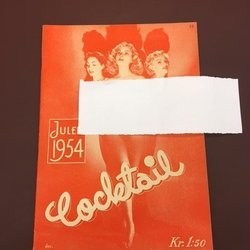 JULEN
1954
Cocktail
Kr. 1:50